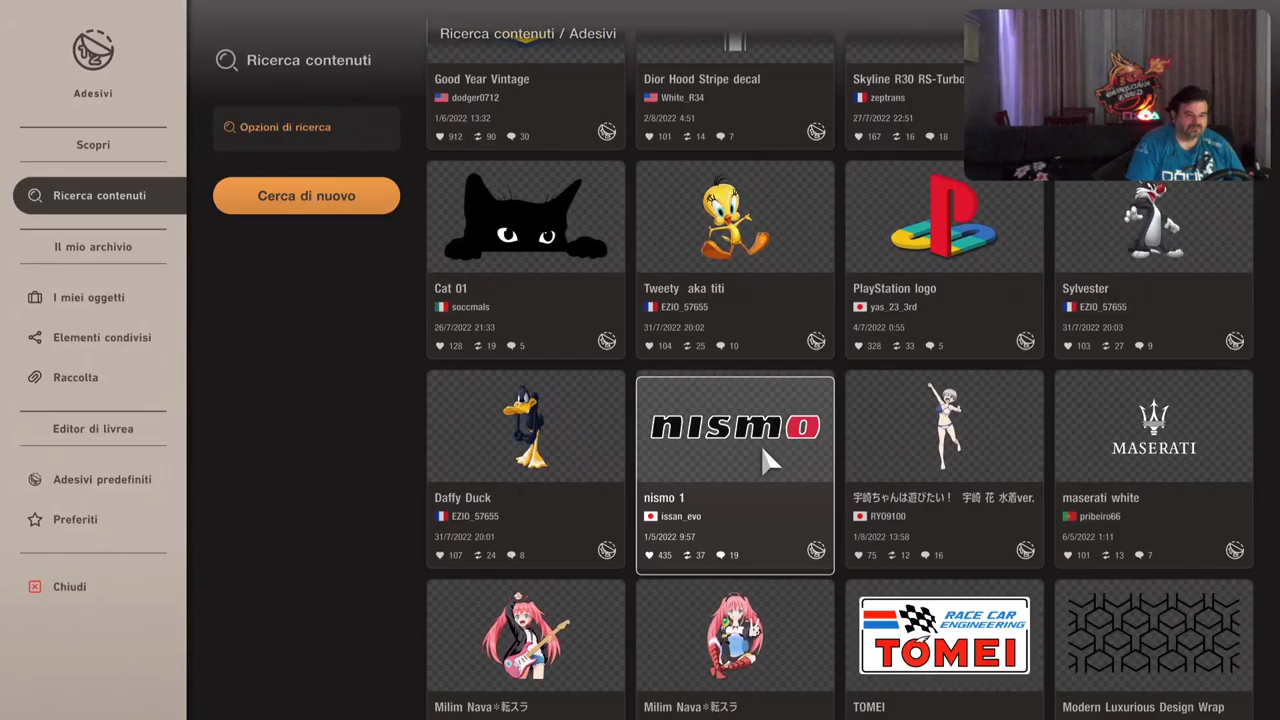 Adesivi
Scopri
Ricerca contenuti
Il mio archivio
I miei oggetti
Elementi condivisi
Raccolta
Editor di livrea
Adesivi predefiniti
Preferiti
Chiudi
Ricerca contenuti
Opzioni di ricerca
Cerca di nuovo
Ricerca contenuti / Adesivi
Good Year Vintage
dodger0712
1/6/2022 13:32
912 90 30
Dior Hood Stripe decal
White_R34
2/8/2022 4:51
101 14 7
Skyline R30 RS-Turbo
zeptrans
27/7/2022 22:51
167 16 18
Cat 01
soccmals
26/7/2022 21:33
128 19 5
Tweety aka titi
EZIO_57655
31/7/2022 20:02
104 25 10
PlayStation logo
yas_23_3rd
4/7/2022 0:55
328 33 5
Sylvester
EZIO_57655
31/7/2022 20:03
103 27 9
Daffy Duck
EZIO_57655
31/7/2022 20:01
107 24 8
nismo
nismo 1
issan_evo
1/5/2022 9:57
435 37 19
宇崎ちゃんは遊びたい! 宇崎 花 水着ver.
RYO9100
1/8/2022 13:58
75 12 16
MASERATI
maserati white
pribeiro66
6/5/2022 1:11
101 13 7
Milim Nava＊転スラ
Milim Nava＊転スラ
RACE CAR
ENGINEERING
TOMEI
TOMEI
Modern Luxurious Design Wrap